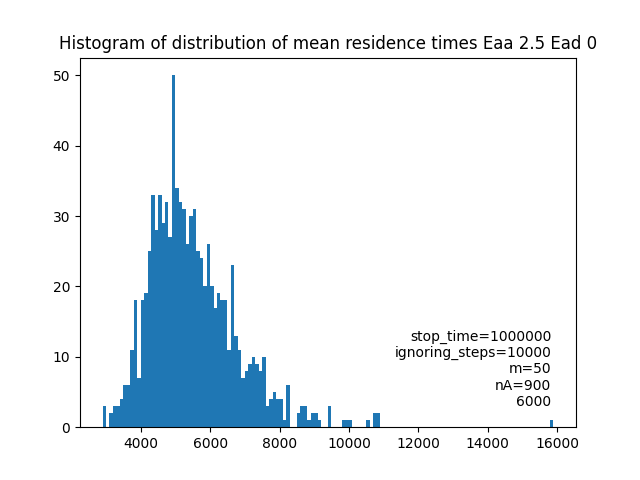 Histogram of distribution of mean residence times Eaa 2.5 Ead 0
50
40
30
20
10
0
stop_time=1000000
ignoring_steps=10000
m=50
nA=900
6000
4000 6000 8000 10000 12000 14000 16000